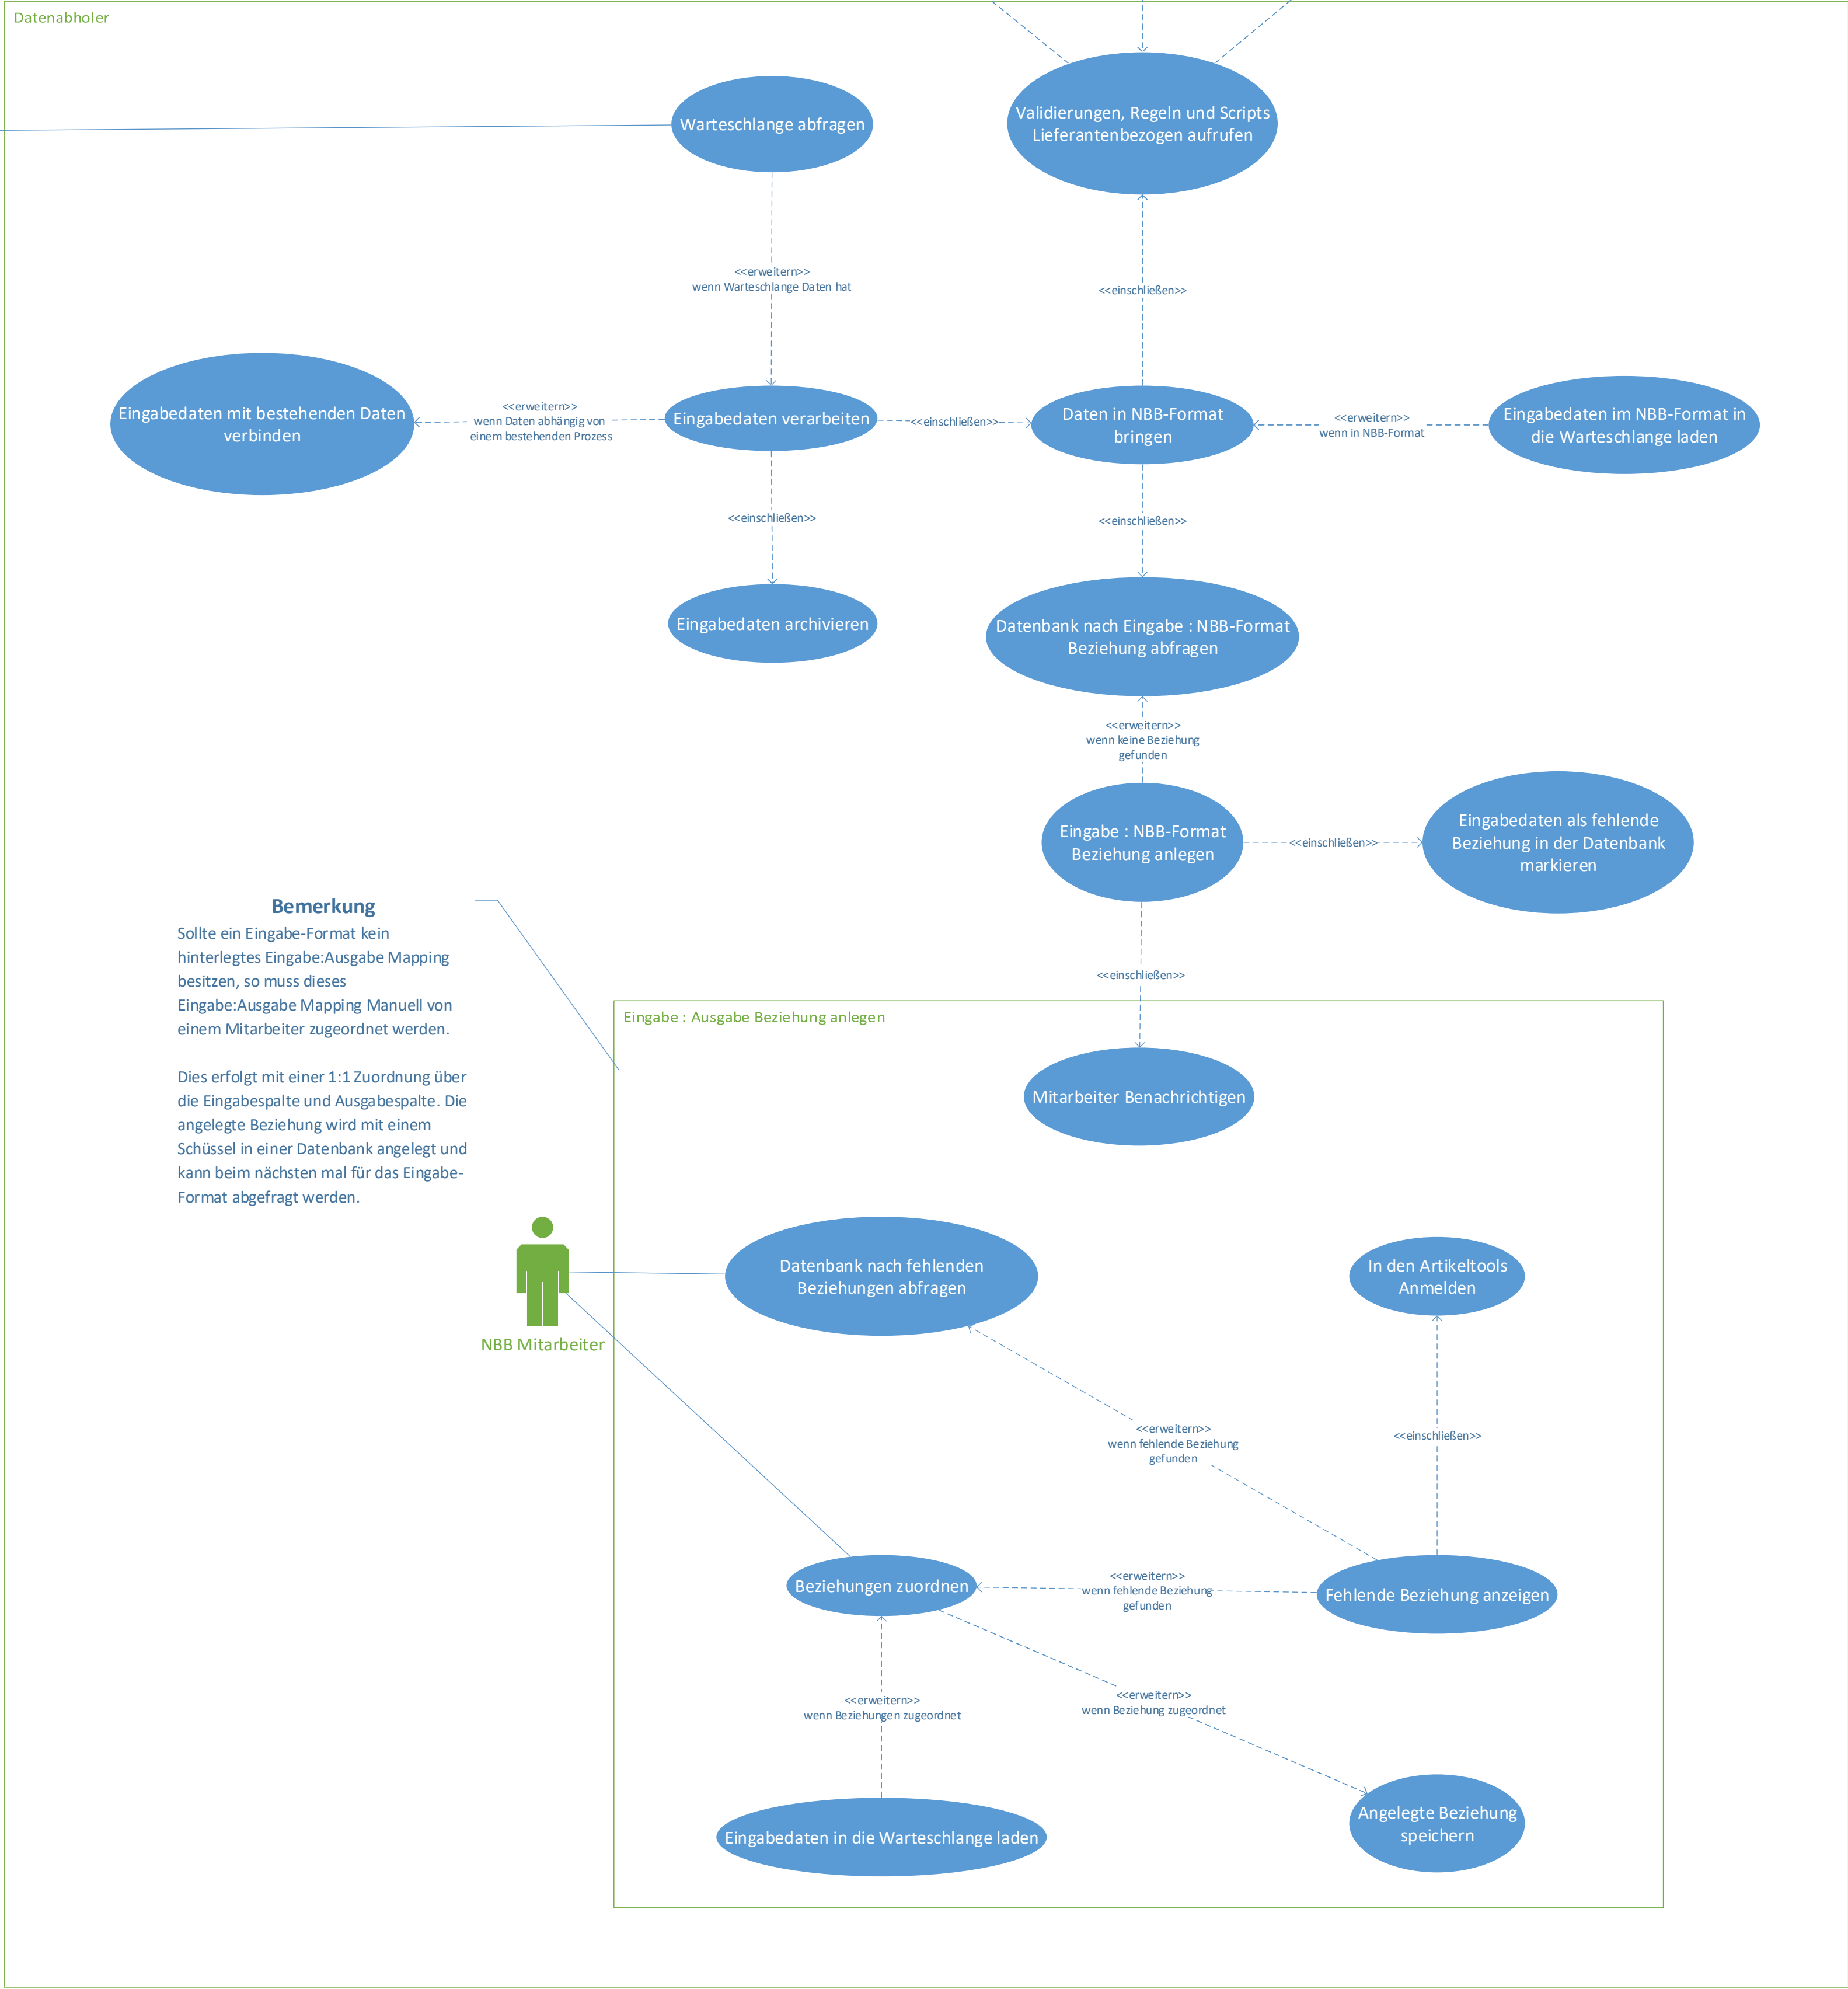 Datenabholer
Warteschlange abfragen
Validierungen, Regeln und Scripts
Lieferantenbezogen aufrufen
<<erweitern>>
wenn Warteschlange Daten hat
<<einschließen>>
Eingabedaten mit bestehenden Daten
verbinden
<<erweitern>>
wenn Daten abhängig von
einem bestehenden Prozess
Eingabedaten verarbeiten
<<einschließen>>
Daten in NBB-Format
bringen
<<erweitern>>
wenn in NBB-Format
Eingabedaten im NBB-Format in
die Warteschlange laden
<<einschließen>>
<<einschließen>>
Eingabedaten archivieren
Datenbank nach Eingabe : NBB-Format
Beziehung abfragen
<<erweitern>>
wenn keine Beziehung
gefunden
Eingabe : NBB-Format
Beziehung anlegen
<<einschließen>>
Eingabedaten als fehlende
Beziehung in der Datenbank
markieren
Bemerkung
Sollte ein Eingabe-Format kein
hinterlegtes Eingabe:Ausgabe Mapping
besitzen, so muss dieses
Eingabe:Ausgabe Mapping Manuell von
einem Mitarbeiter zugeordnet werden.
Dies erfolgt mit einer 1:1 Zuordnung über
die Eingabespalte und Ausgabespalte. Die
angelegte Beziehung wird mit einem
Schüssel in einer Datenbank angelegt und
kann beim nächsten mal für das Eingabe-
Format abgefragt werden.
<<einschließen>>
Eingabe : Ausgabe Beziehung anlegen
Mitarbeiter Benachrichtigen
NBB Mitarbeiter
Datenbank nach fehlenden
Beziehungen abfragen
In den Artikeltools
Anmelden
<<erweitern>>
wenn fehlende Beziehung
gefunden
<<einschließen>>
Beziehungen zuordnen
<<erweitern>>
wenn fehlende Beziehung
gefunden
Fehlende Beziehung anzeigen
<<erweitern>>
wenn Beziehungen zugeordnet
<<erweitern>>
wenn Beziehung zugeordnet
Eingabedaten in die Warteschlange laden
Angelegte Beziehung
speichern